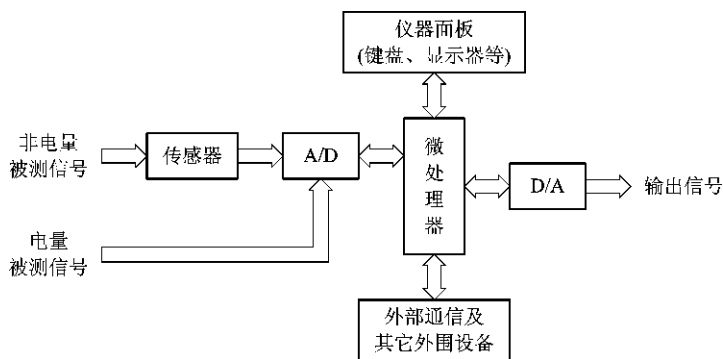 仪器面板
(键盘、显示器等)
非电量
被测信号
传感器
A/D
微
处
理
器
D/A
输出信号
电量
被测信号
外部通信及
其它外围设备